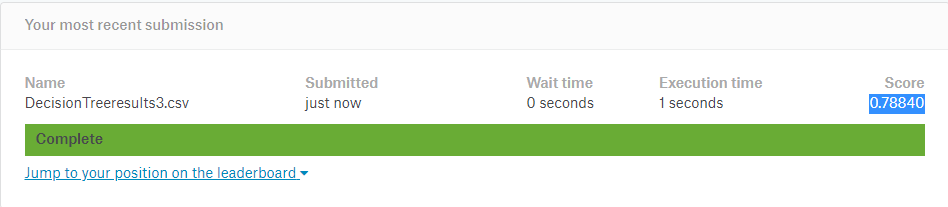 Your most recent submission
Name Submitted Wait time Execution time Score
DecisionTreeresults3.csv just now 0 seconds 1 seconds 0.78840
Complete
Jump to your position on the leaderboard